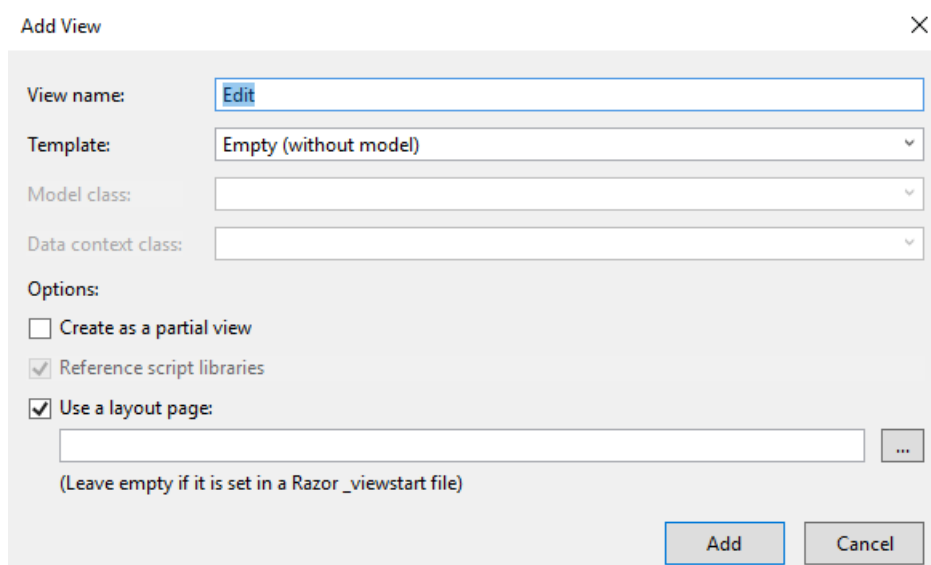 Add View
View name: Edit
Template: Empty (without model)
Model class:
Data context class:
Options:
Create as a partial view
Reference script libraries
Use a layout page:
...
(Leave empty if it is set in a Razor _viewstart file)
Add Cancel